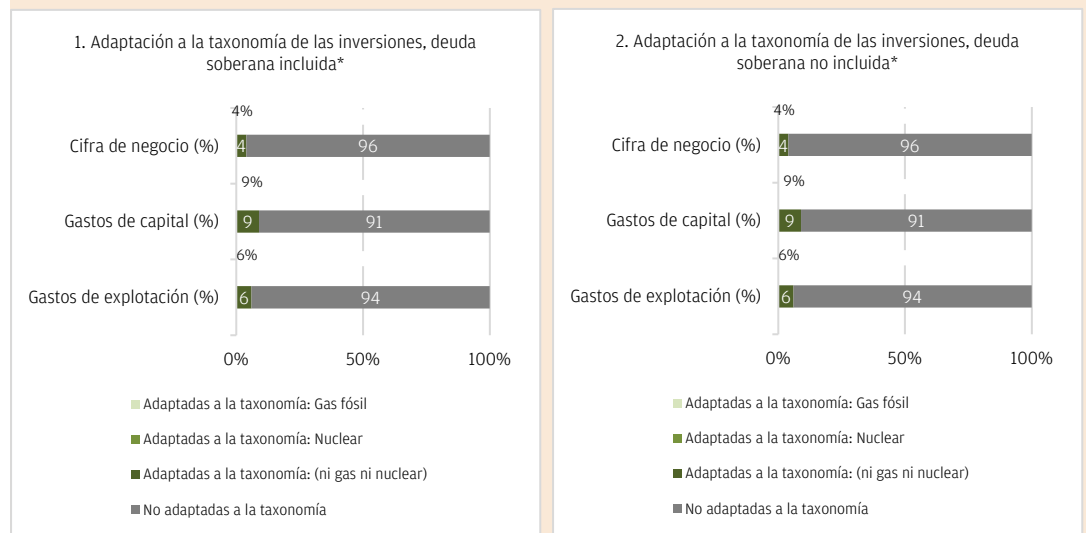 1. Adaptación a la taxonomía de las inversiones, deuda
soberana incluida*
4%
Cifra de negocio (%) 4 96
9%
Gastos de capital (%) 9 91
6%
Gastos de explotación (%) 6 94
0% 50% 100%
Adaptadas a la taxonomía: Gas fósil
Adaptadas a la taxonomía: Nuclear
Adaptadas a la taxonomía: (ni gas ni nuclear)
No adaptadas a la taxonomía
2. Adaptación a la taxonomía de las inversiones, deuda
soberana no incluida*
4%
Cifra de negocio (%) 4 96
9%
Gastos de capital (%) 9 91
6%
Gastos de explotación (%) 6 94
0% 50% 100%
Adaptadas a la taxonomía: Gas fósil
Adaptadas a la taxonomía: Nuclear
Adaptadas a la taxonomía: (ni gas ni nuclear)
No adaptadas a la taxonomía